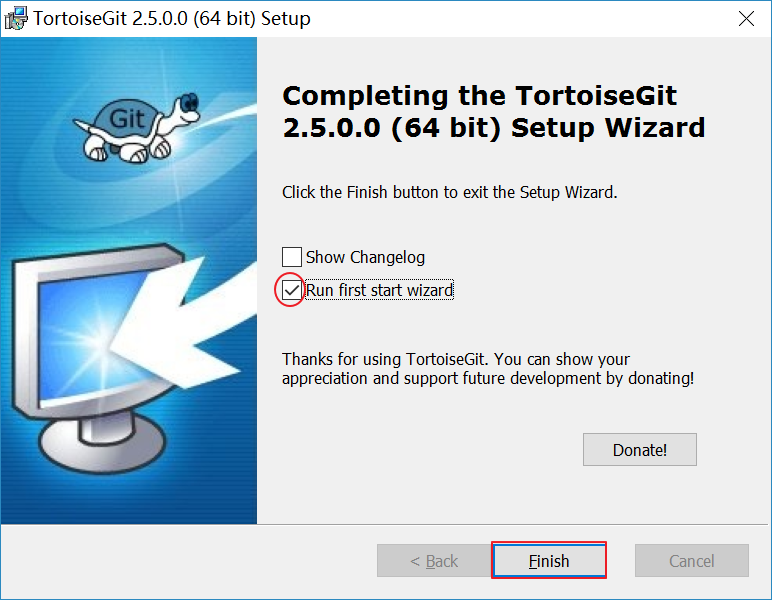 TortoiseGit 2.5.0.0 (64 bit) Setup
Git
Completing the TortoiseGit
2.5.0.0 (64 bit) Setup Wizard
Click the Finish button to exit the Setup Wizard.
Show Changelog
Run first start wizard
Thanks for using TortoiseGit. You can show your
appreciation and support future development by donating!
Donate!
< Back
Finish
Cancel